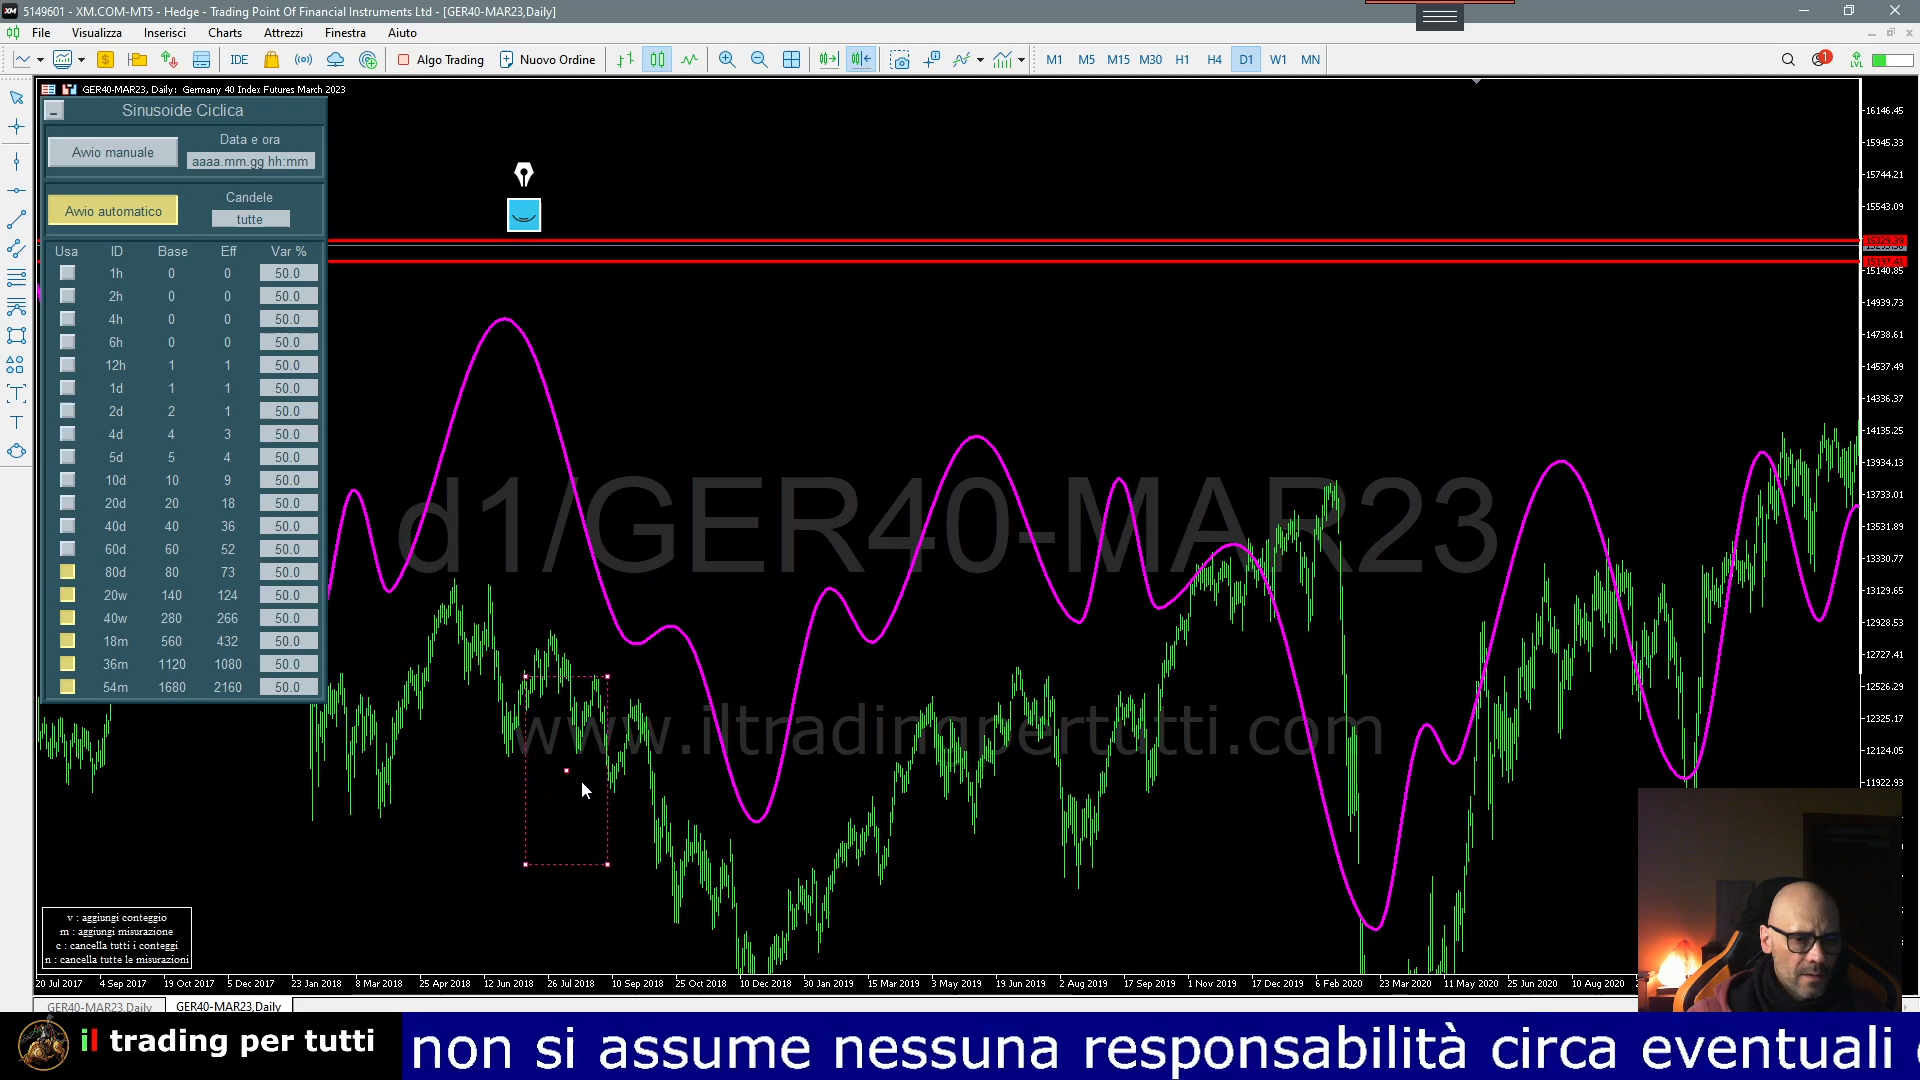 5149601 - XM.COM-MT5 - Hedge - Trading Point Of Financial Instruments Ltd - [GER40-MAR23,Daily]
File Visualizza Inserisci Charts Attrezzi Finestra Aiuto
IDE Algo Trading Nuovo Ordine M1 M5 M15 M30 H1 H4 D1 W1 MN 1 LVL
GER40-MAR23, Daily: Germany 40 Index Futures March 2023
Sinusoide Ciclica
Data e ora
Avvio manuale aaaa.mm.gg hh:mm
Candele
Avvio automatico tutte
Usa ID Base Eff Var %
1h 0 0 50.0
2h 0 0 50.0
4h 0 0 50.0
6h 0 0 50.0
12h 1 1 50.0
1d 1 1 50.0
2d 2 1 50.0
4d 4 3 50.0
5d 5 4 50.0
10d 10 9 50.0
20d 20 18 50.0
40d 40 36 50.0
60d 60 52 50.0
80d 80 73 50.0
20w 140 124 50.0
40w 280 266 50.0
18m 560 432 50.0
36m 1120 1080 50.0
54m 1680 2160 50.0
d1/GER40-MAR23
www.iltradingpertutti.com
16146.45
15945.33
15744.21
15543.09
15329.39
15197.41
15140.85
14939.73
14738.61
14537.49
14336.37
14135.25
13934.13
13733.01
13531.89
13330.77
13129.65
12928.53
12727.41
12526.29
12325.17
12124.05
11922.93
v : aggiungi conteggio
m : aggiungi misurazione
c : cancella tutti i conteggi
n : cancella tutte le misurazioni
20 Jul 2017 4 Sep 2017 19 Oct 2017 5 Dec 2017 23 Jan 2018 8 Mar 2018 25 Apr 2018 12 Jun 2018 26 Jul 2018 10 Sep 2018 25 Oct 2018 10 Dec 2018 30 Jan 2019 15 Mar 2019 3 May 2019 19 Jun 2019 2 Aug 2019 17 Sep 2019 1 Nov 2019 17 Dec 2019 6 Feb 2020 23 Mar 2020 11 May 2020 25 Jun 2020 10 Aug 2020
GER40-MAR23,Daily GER40-MAR23,Daily
il trading per tutti
non si assume nessuna responsabilità circa eventuali